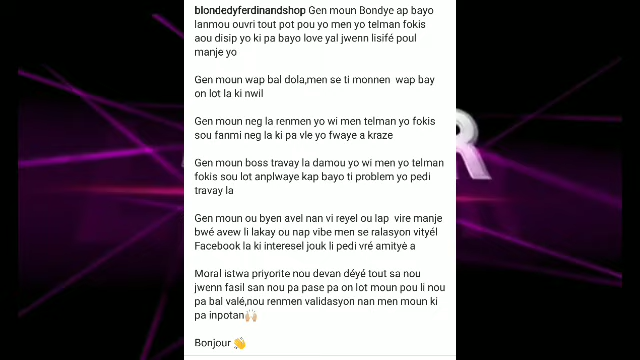 blondedyferdinandshop Gen moun Bondye ap bayo
lanmou ouvri tout pot pou yo men yo telman fokis
aou disip yo ki pa bayo love yal jwenn lisifé poul
manje yo
Gen moun wap bal dola,men se ti monnen wap bay
on lot la ki nwil
Gen moun neg la renmen yo wi men telman yo fokis
sou fanmi neg la ki pa vle yo fwaye a kraze
Gen moun boss travay la damou yo wi men yo telman
fokis sou lot anplwaye kap bayo ti problem yo pedi
travay la
Gen moun ou byen avel nan vi reyel ou lap vire manje
bwé avew li lakay ou nap vibe men se ralasyon vityél
Facebook la ki interesel jouk li pedi vré amityè a
Moral istwa priyorite nou devan déyé tout sa nou
jwenn fasil san nou pa pase pa on lot moun pou li nou
pa bal valé,nou renmen validasyon nan men moun ki
pa inpotan🙌🏻
Bonjour 👏
R